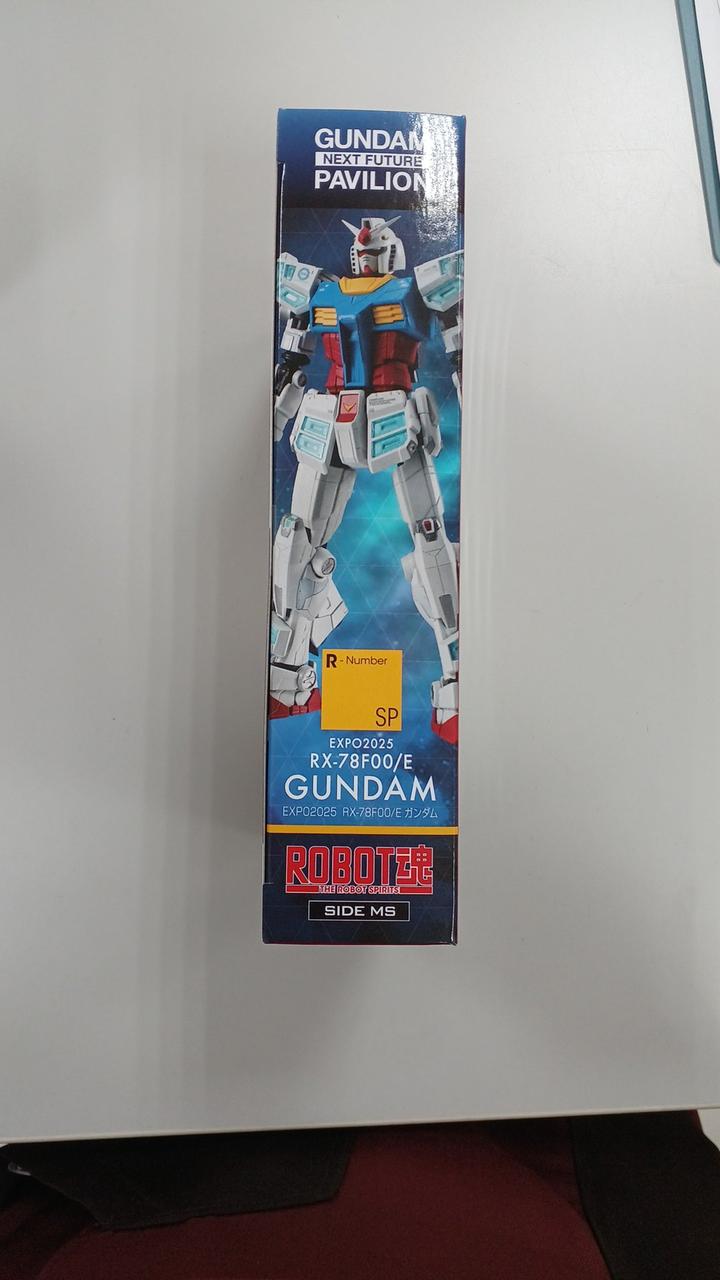 GUNDAM
NEXT FUTURE
PAVILION
R - Number
SP
EXPO2025
RX-78F00/E
GUNDAM
EXPO2025 RX-78F00/E ガンダム
ROBOT魂
THE ROBOT SPIRITS
SIDE MS